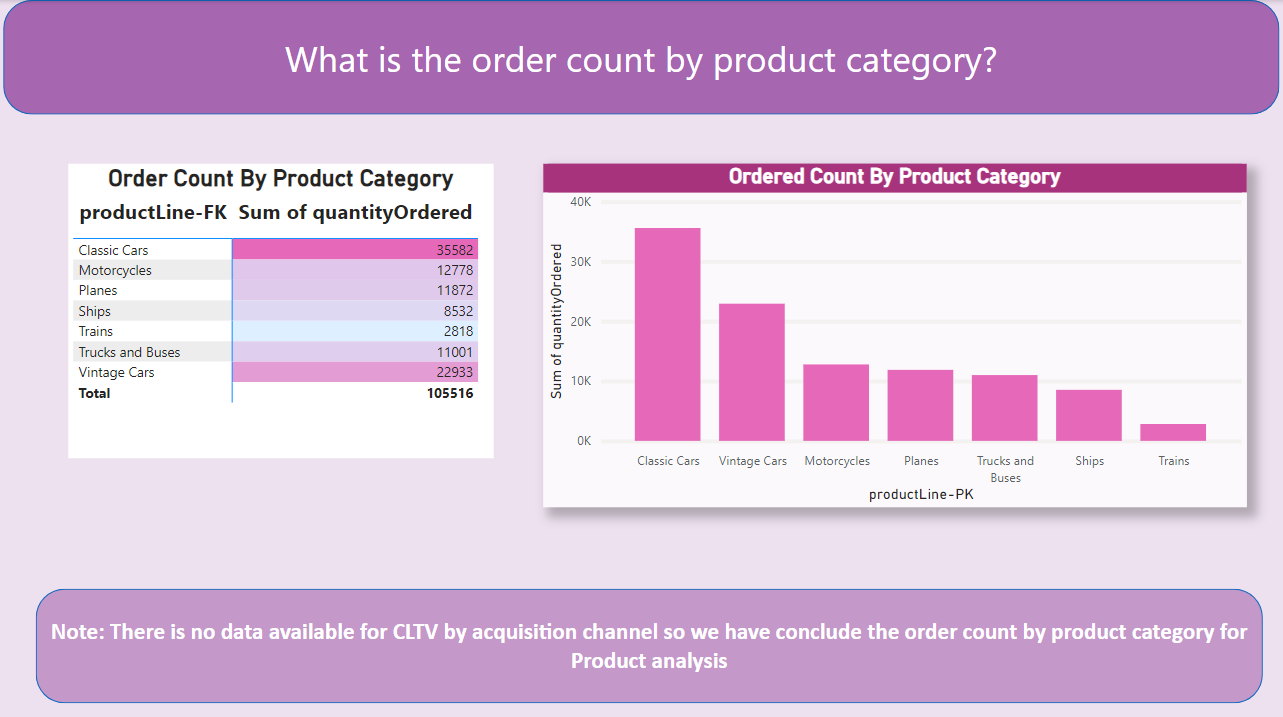 What is the order count by product category?
Order Count By Product Category
productLine-FK Sum of quantityOrdered
Classic Cars 35582
Motorcycles 12778
Planes 11872
Ships 8532
Trains 2818
Trucks and Buses 11001
Vintage Cars 22933
Total 105516
Ordered Count By Product Category
Sum of quantityOrdered
40K
30K
20K
10K
0K
Classic Cars Vintage Cars Motorcycles Planes Trucks and Ships Trains
Buses
productLine-PK
Note: There is no data available for CLTV by acquisition channel so we have conclude the order count by product category for
Product analysis